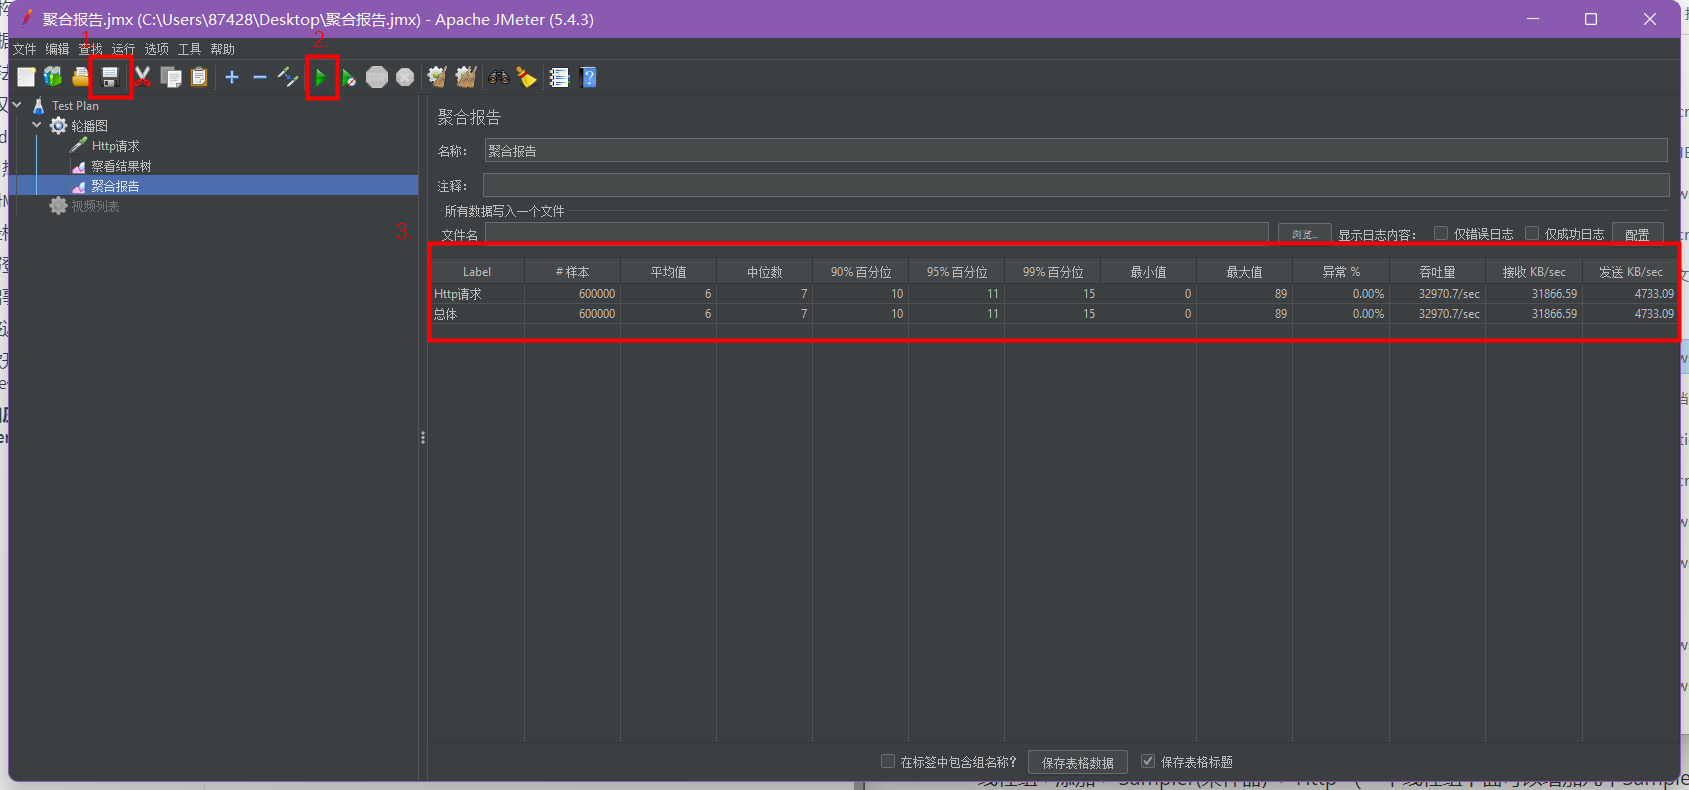 聚合报告.jmx (C:\Users\87428\Desktop\聚合报告.jmx) - Apache JMeter (5.4.3)
1.
2.
文件 编辑 查找 运行 选项 工具 帮助
STOP
Test Plan
轮播图
Http请求
察看结果树
聚合报告
视频列表
聚合报告
名称： 聚合报告
注释：
所有数据写入一个文件
3.
文件名 浏览... 显示日志内容： 仅错误日志 仅成功日志 配置
Label # 样本 平均值 中位数 90% 百分位 95% 百分位 99% 百分位 最小值 最大值 异常 % 吞吐量 接收 KB/sec 发送 KB/sec
Http请求 600000 6 7 10 11 15 0 89 0.00% 32970.7/sec 31866.59 4733.09
总体 600000 6 7 10 11 15 0 89 0.00% 32970.7/sec 31866.59 4733.09
在标签中包含组名称？ 保存表格数据 保存表格标题